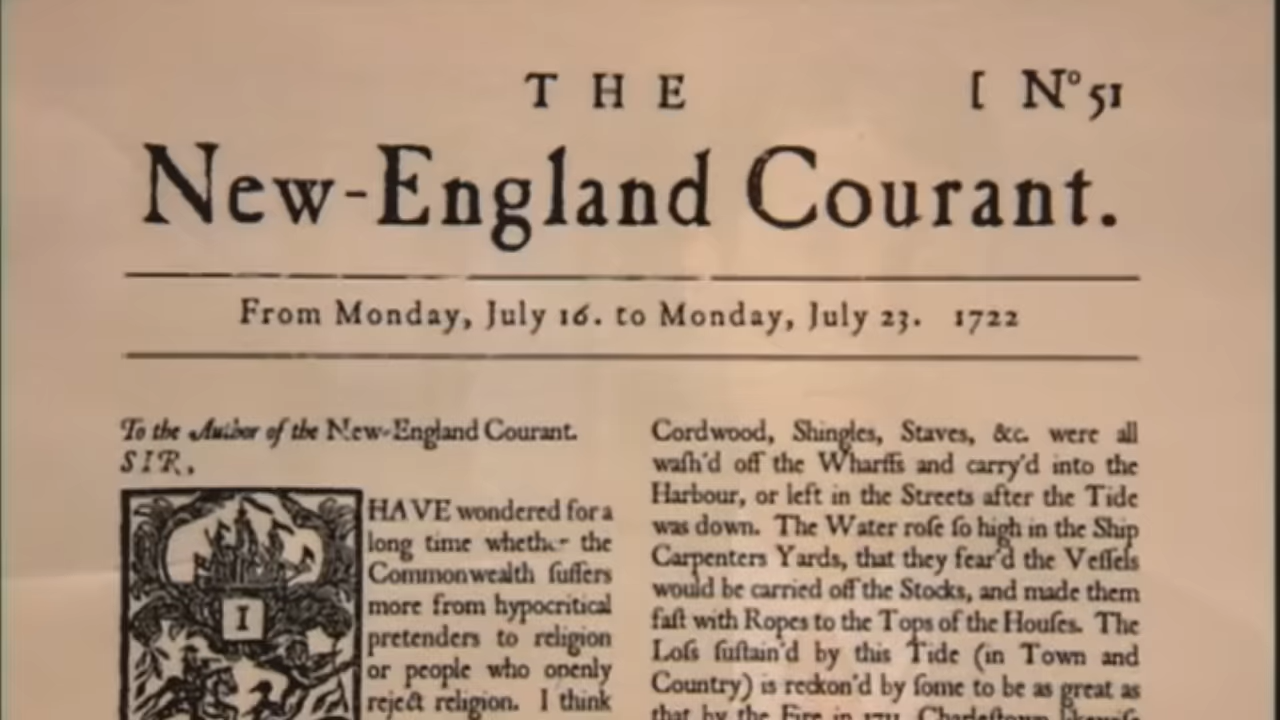 THE
[ Nº 51
New-England Courant.
From Monday, July 16. to Monday, July 23. 1722
To the Author of the New-England Courant.
SIR,
I
HAVE wondered for a
long time whether the
Commonwealth ſuffers
more from hypocritical
pretenders to religion
or people who openly
reject religion. I think
Cordwood, Shingles, Staves, &c. were all
waſh'd off the Wharffs and carry'd into the
Harbour, or left in the Streets after the Tide
was down. The Water roſe ſo high in the Ship
Carpenters Yards, that they fear'd the Veſſels
would be carried off the Stocks, and made them
faſt with Ropes to the Tops of the Houſes. The
Loſs ſuſtain'd by this Tide (in Town and
Country) is reckon'd by ſome to be as great as
that by the Fire in 1711. Charleſtown likewiſe